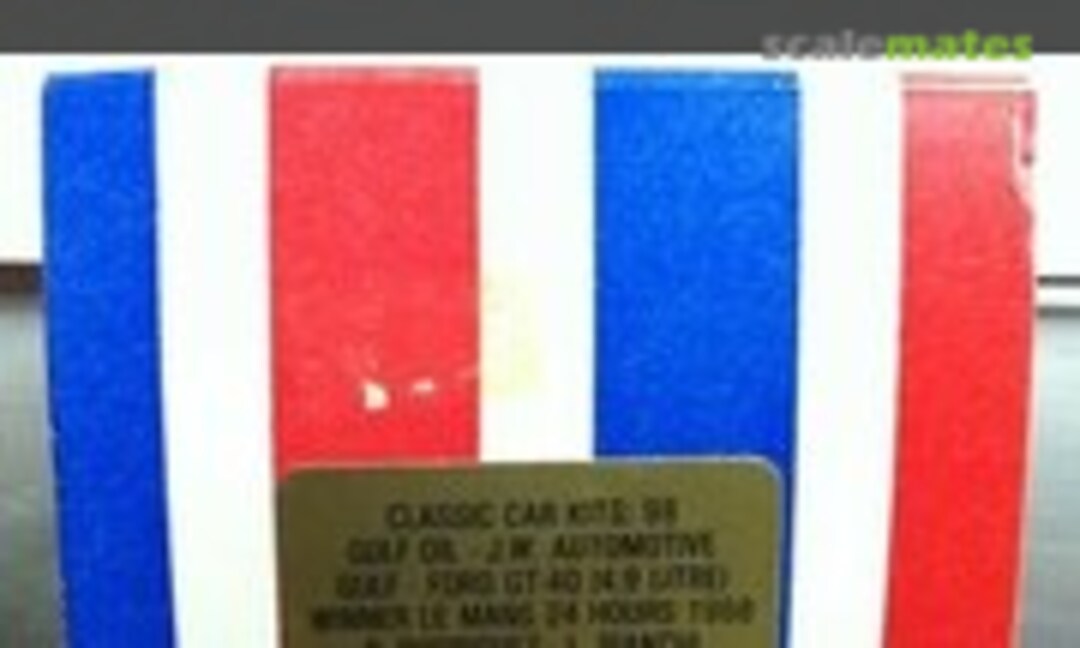 scalemates
CLASSIC CAR KITS: 98
GULF OIL - J.W. AUTOMOTIVE
GULF - FORD GT-40 (4.9 LITRE)
WINNER LE MANS 24 HOURS 1968
BIANCHI